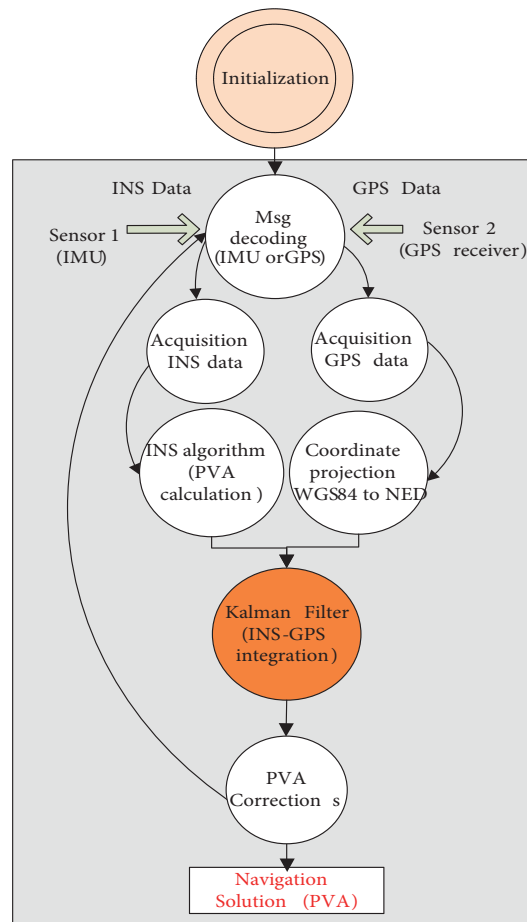 Initialization
INS Data
GPS Data
Msg
decoding
(IMU orGPS)
Sensor 1
(IMU)
Sensor 2
(GPS receiver)
Acquisition
INS data
Acquisition
GPS data
INS algorithm
(PVA
calculation )
Coordinate
projection
WGS84 to NED
Kalman Filter
(INS-GPS
integration)
PVA
Correction s
Navigation
Solution (PVA)